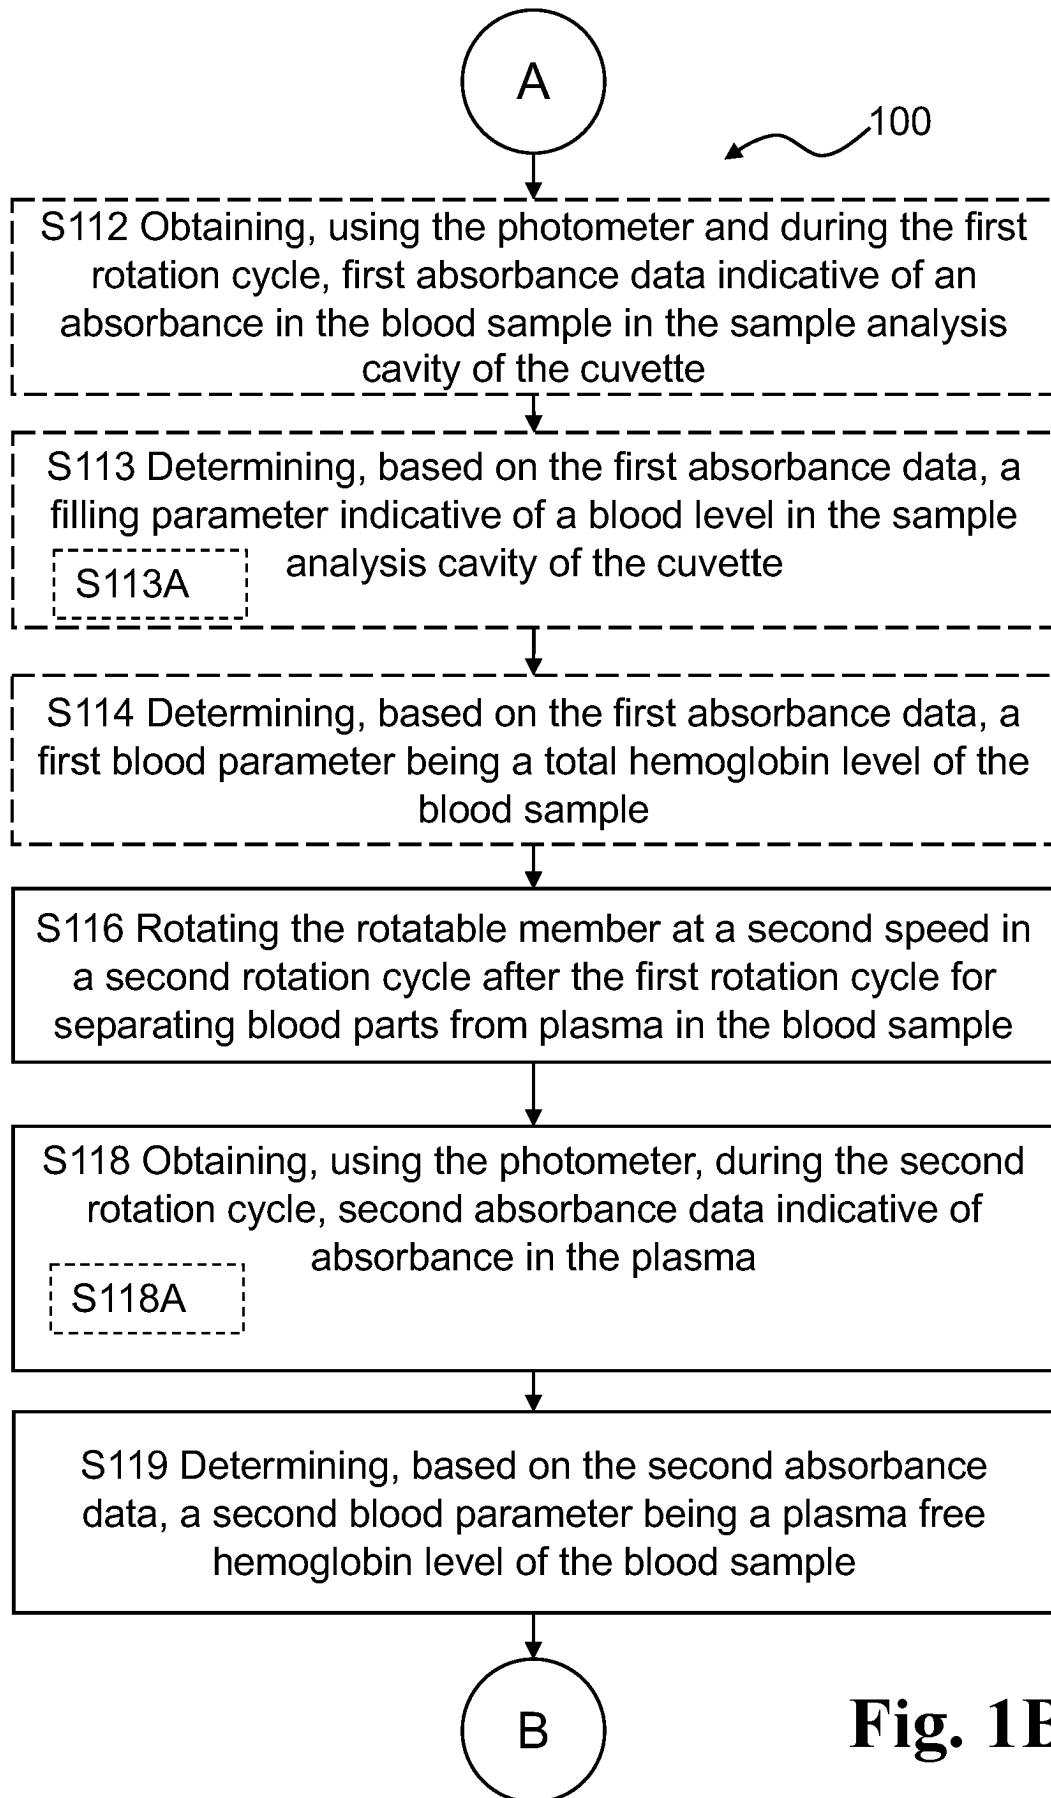 A
100
S112 Obtaining, using the photometer and during the first
rotation cycle, first absorbance data indicative of an
absorbance in the blood sample in the sample analysis
cavity of the cuvette
S113 Determining, based on the first absorbance data, a
filling parameter indicative of a blood level in the sample
analysis cavity of the cuvette
S113A
S114 Determining, based on the first absorbance data, a
first blood parameter being a total hemoglobin level of the
blood sample
S116 Rotating the rotatable member at a second speed in
a second rotation cycle after the first rotation cycle for
separating blood parts from plasma in the blood sample
S118 Obtaining, using the photometer, during the second
rotation cycle, second absorbance data indicative of
absorbance in the plasma
S118A
S119 Determining, based on the second absorbance
data, a second blood parameter being a plasma free
hemoglobin level of the blood sample
B
Fig. 1B